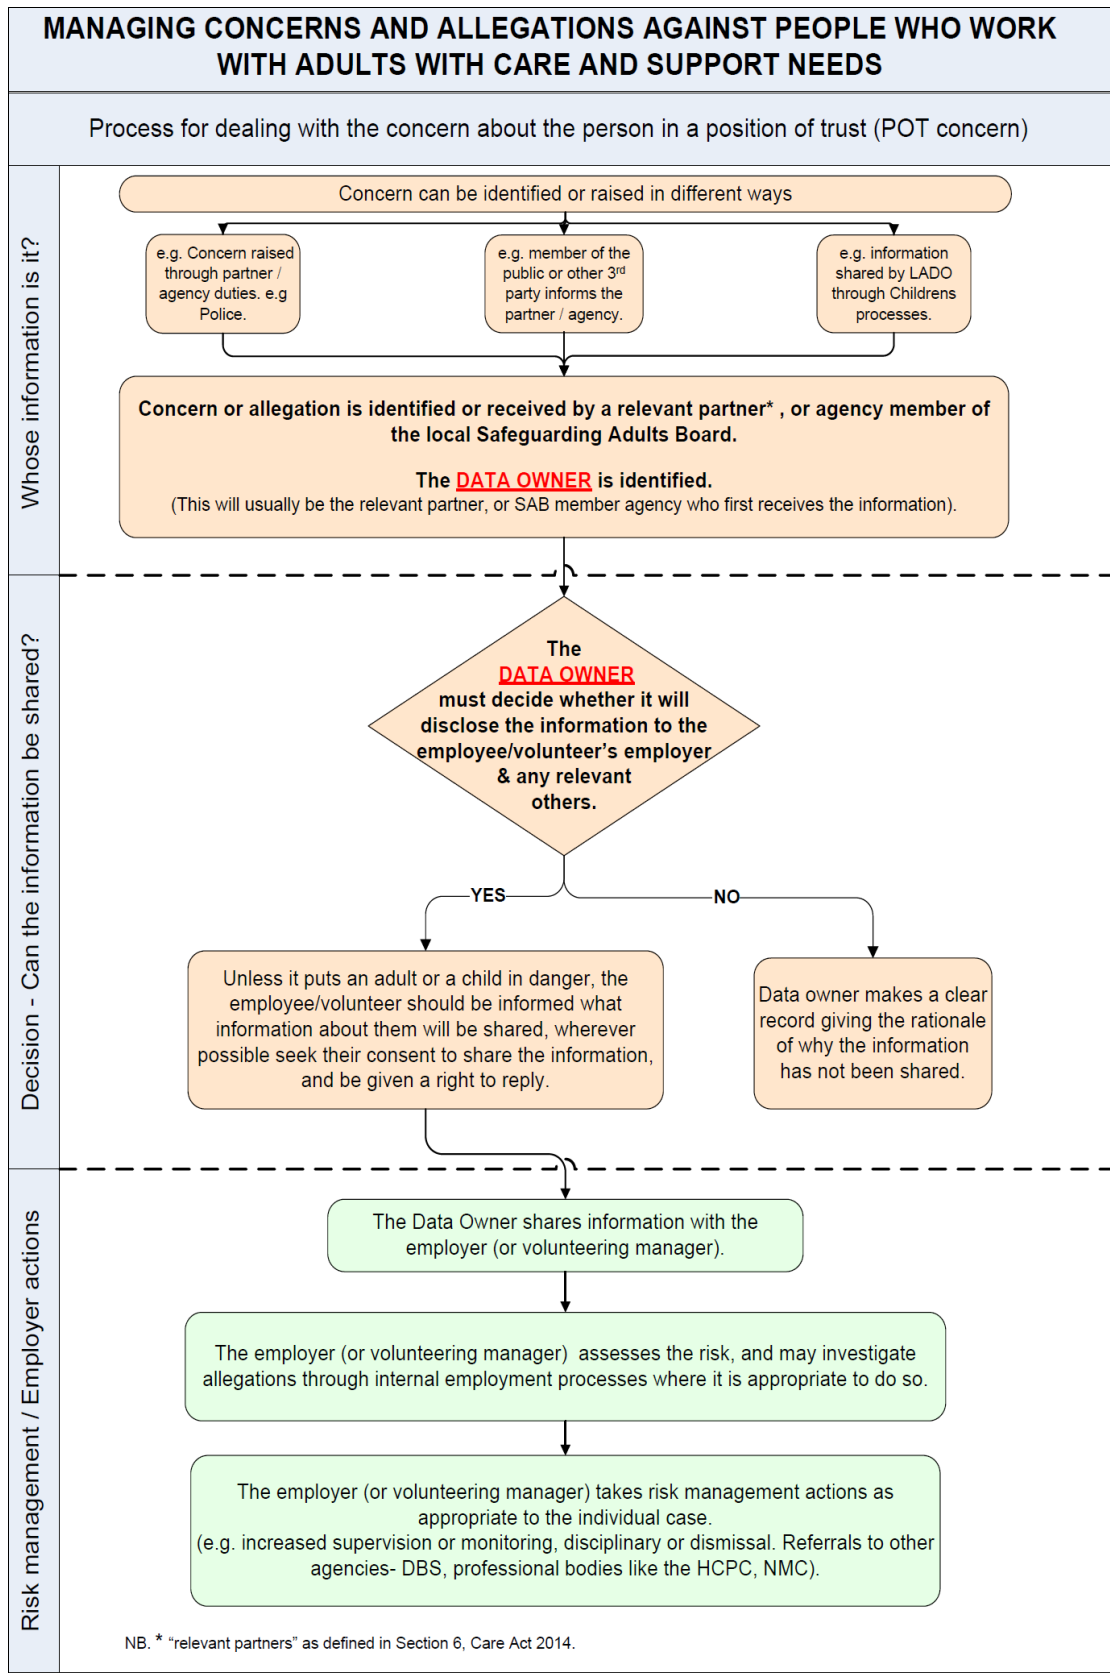 MANAGING CONCERNS AND ALLEGATIONS AGAINST PEOPLE WHO WORK
WITH ADULTS WITH CARE AND SUPPORT NEEDS
Process for dealing with the concern about the person in a position of trust (POT concern)
Whose information is it?
Concern can be identified or raised in different ways
e.g. Concern raised
through partner /
agency duties. e.g
Police.
e.g. member of the
public or other 3rd
party informs the
partner / agency.
e.g. information
shared by LADO
through Childrens
processes.
Concern or allegation is identified or received by a relevant partner* , or agency member of
the local Safeguarding Adults Board.
The DATA OWNER is identified.
(This will usually be the relevant partner, or SAB member agency who first receives the information).
Decision - Can the information be shared?
The
DATA OWNER
must decide whether it will
disclose the information to the
employee/volunteer's employer
& any relevant
others.
YES
NO
Unless it puts an adult or a child in danger, the
employee/volunteer should be informed what
information about them will be shared, wherever
possible seek their consent to share the information,
and be given a right to reply.
Data owner makes a clear
record giving the rationale
of why the information
has not been shared.
Risk management / Employer actions
The Data Owner shares information with the
employer (or volunteering manager).
The employer (or volunteering manager) assesses the risk, and may investigate
allegations through internal employment processes where it is appropriate to do so.
The employer (or volunteering manager) takes risk management actions as
appropriate to the individual case.
(e.g. increased supervision or monitoring, disciplinary or dismissal. Referrals to other
agencies- DBS, professional bodies like the HCPC, NMC).
NB. * “relevant partners” as defined in Section 6, Care Act 2014.